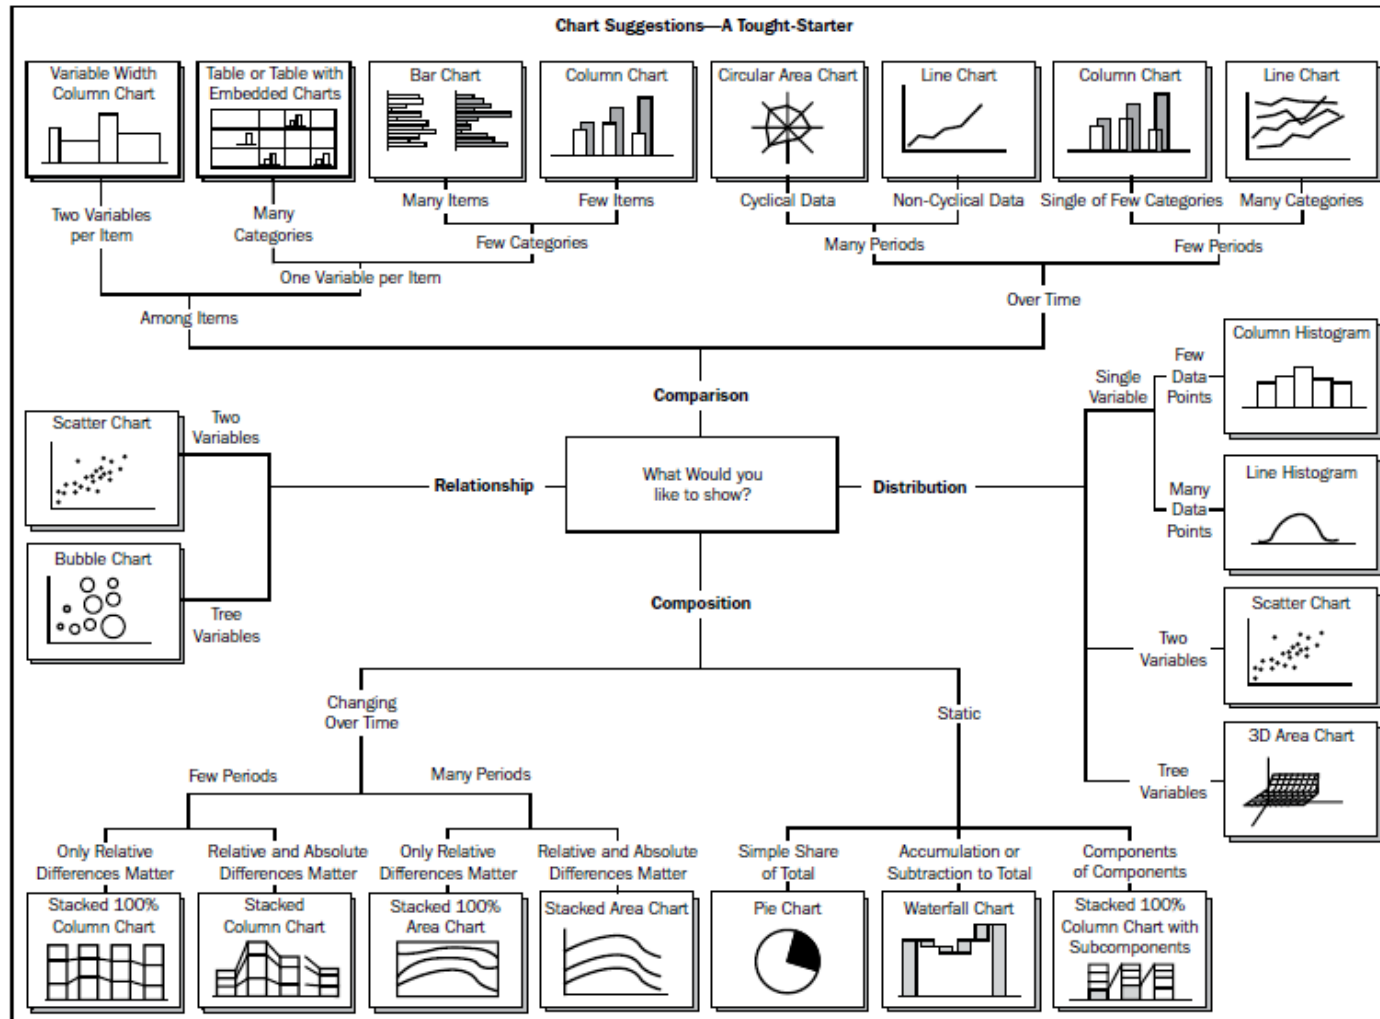 Chart Suggestions—A Tought-Starter
Variable Width
Column Chart
Table or Table with
Embedded Charts
Bar Chart
Column Chart
Circular Area Chart
Line Chart
Column Chart
Line Chart
Two Variables
per Item
Many
Categories
Many Items
Few Items
Cyclical Data
Non-Cyclical Data
Single of Few Categories
Many Categories
Few Categories
Many Periods
Few Periods
One Variable per Item
Over Time
Among Items
Comparison
Scatter Chart
Two
Variables
Relationship
What Would you
like to show?
Distribution
Single
Variable
Few
Data
Points
Column Histogram
Many
Data
Points
Line Histogram
Bubble Chart
Tree
Variables
Composition
Two
Variables
Scatter Chart
Tree
Variables
3D Area Chart
Changing
Over Time
Static
Few Periods
Many Periods
Only Relative
Differences Matter
Relative and Absolute
Differences Matter
Only Relative
Differences Matter
Relative and Absolute
Differences Matter
Simple Share
of Total
Accumulation or
Subtraction to Total
Components
of Components
Stacked 100%
Column Chart
Stacked
Column Chart
Stacked 100%
Area Chart
Stacked Area Chart
Pie Chart
Waterfall Chart
Stacked 100%
Column Chart with
Subcomponents